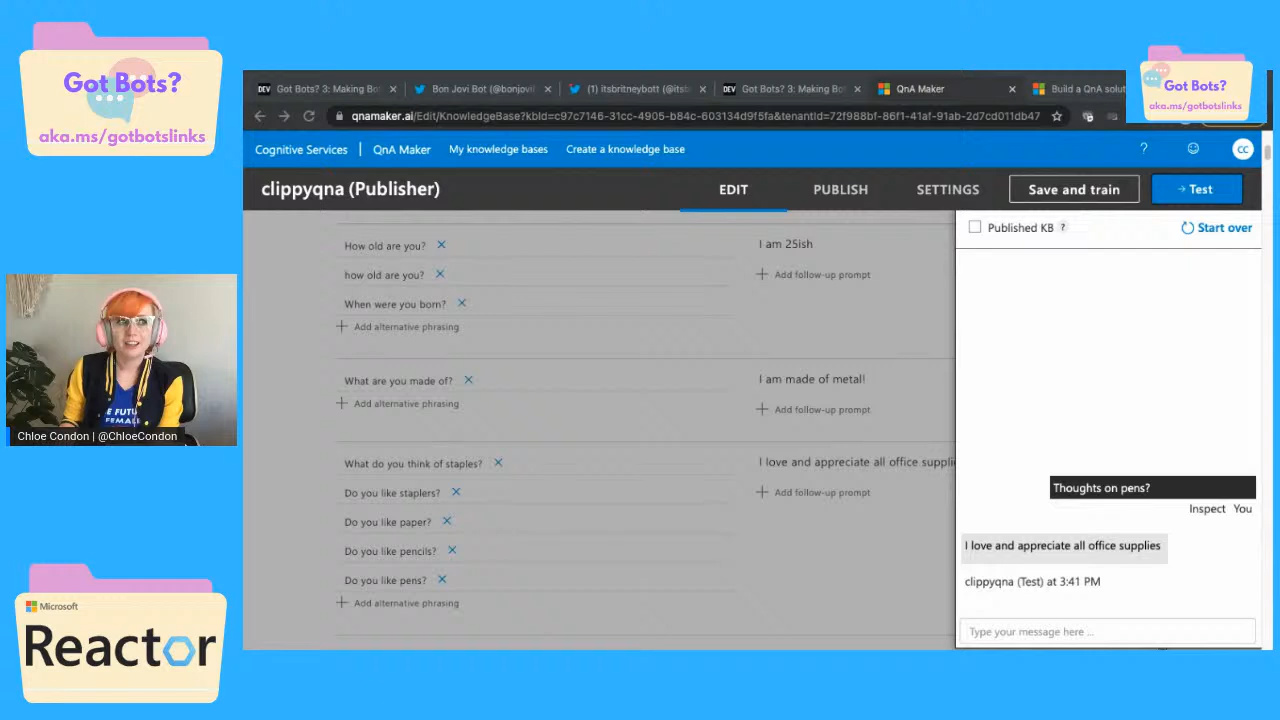 Got Bots?
aka.ms/gotbotslinks
Got Bots? 3: Making Bo
Bon Jovi Bot (@bonjovi
(1) itsbritneybott (@itsb
Got Bots? 3: Making Bo
QnA Maker
Build a QnA solut
Got Bots?
aka.ms/gotbotslinks
qnamaker.ai/Edit/KnowledgeBase?kbId=c97c7146-31cc-4905-b84c-603134d9f5fa&tenantId=72f988bf-86f1-41af-91ab-2d7cd011db47
Cognitive Services
QnA Maker
My knowledge bases
Create a knowledge base
?
CC
clippyqna (Publisher)
EDIT
PUBLISH
SETTINGS
Save and train
Test
Published KB ?
Start over
How old are you?
I am 25ish
how old are you?
Add follow-up prompt
When were you born?
Add alternative phrasing
What are you made of?
I am made of metal!
Add alternative phrasing
Add follow-up prompt
What do you think of staples?
I love and appreciate all office supplie
Do you like staplers?
Add follow-up prompt
Do you like paper?
Do you like pencils?
Do you like pens?
Add alternative phrasing
Thoughts on pens?
Inspect You
I love and appreciate all office supplies
clippyqna (Test) at 3:41 PM
Type your message here ...
E FUTU
FEMALE
Chloe Condon | @ChloeCondon
Microsoft
Reactor